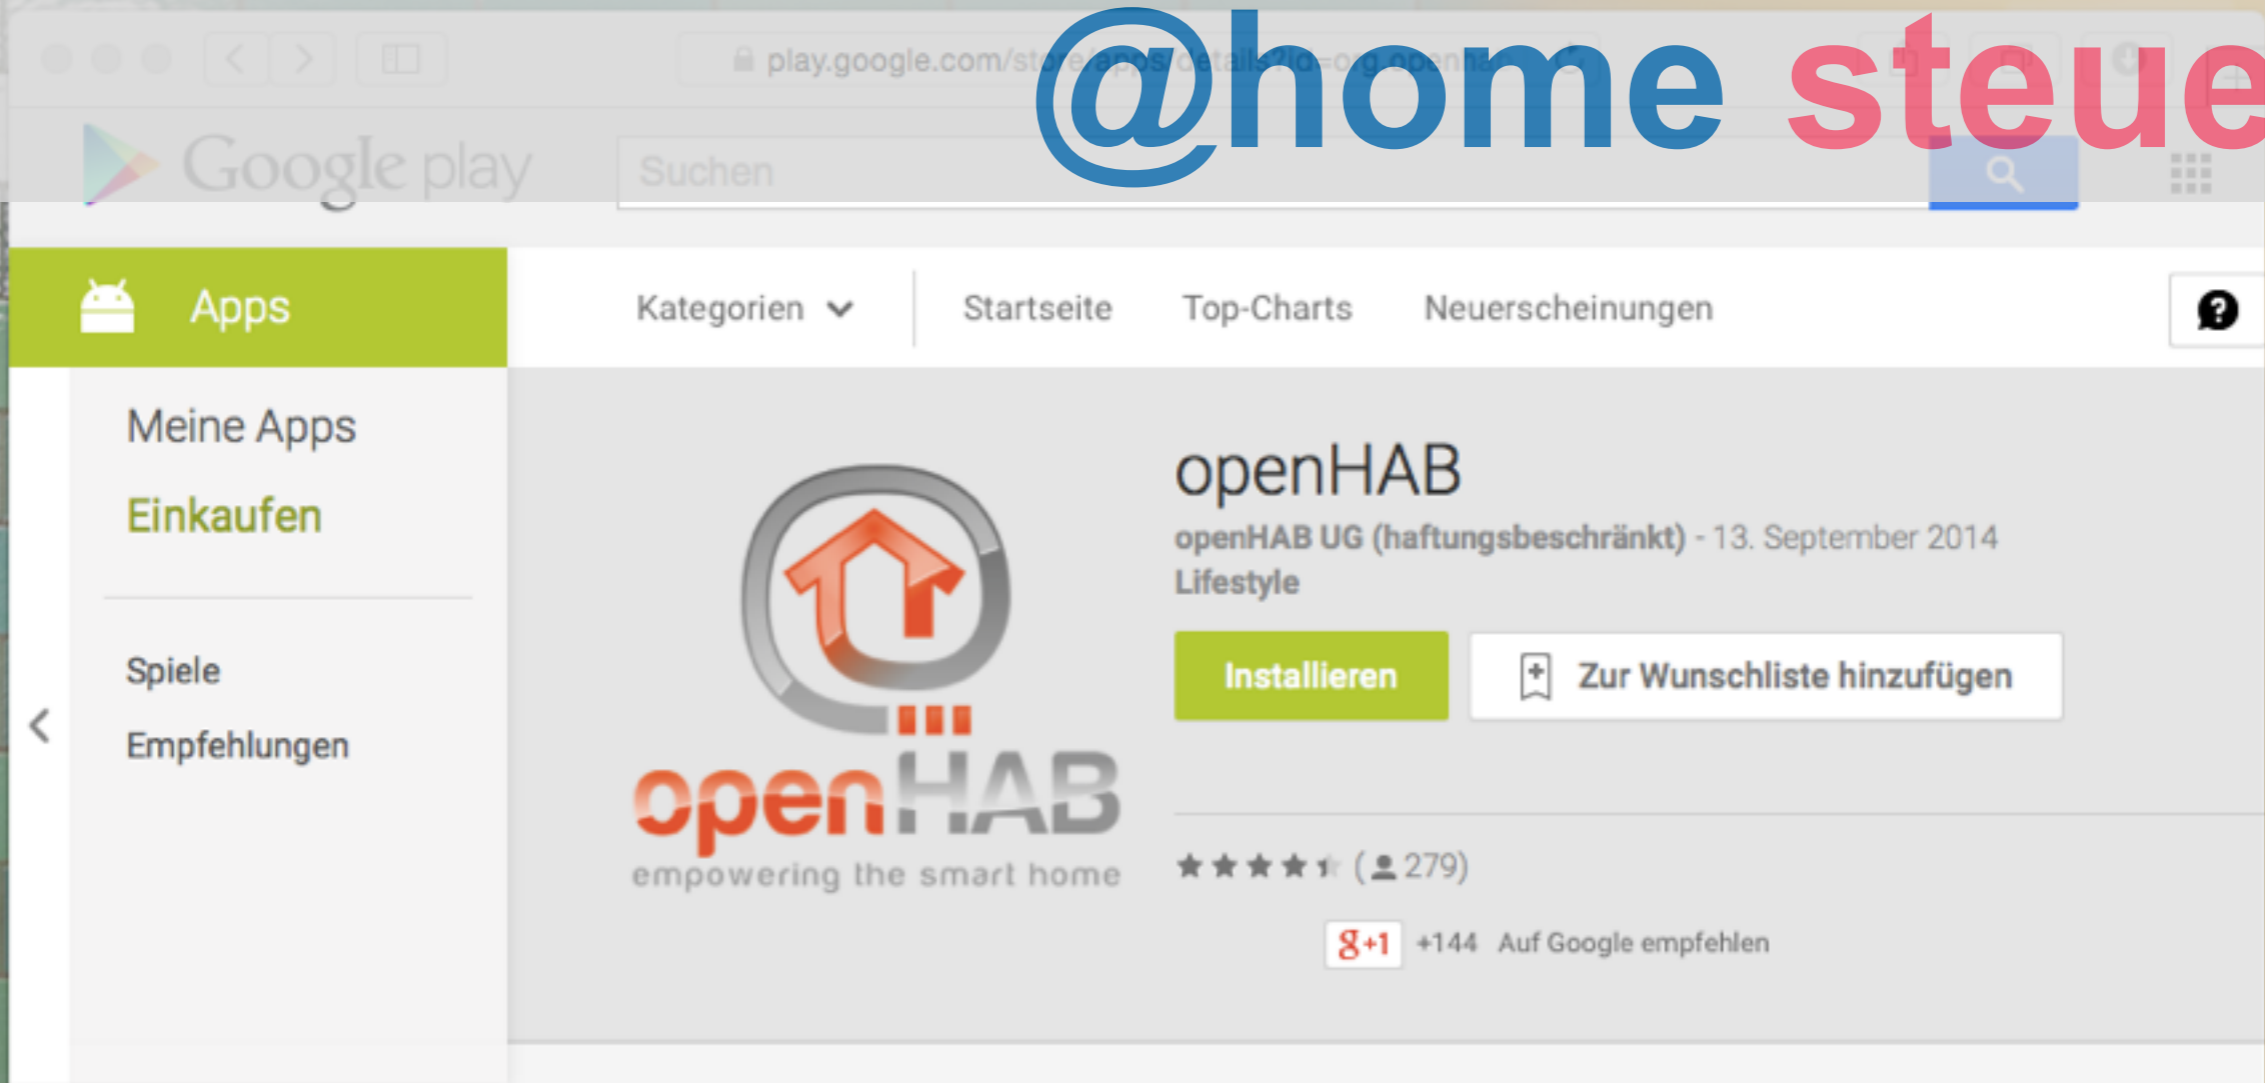 @home steue
play.google.com/store/apps/details?id=org.openha
Google play
Suchen
Apps
Kategorien
Startseite
Top-Charts
Neuerscheinungen
Meine Apps
Einkaufen
Spiele
Empfehlungen
openHAB
empowering the smart home
openHAB
openHAB UG (haftungsbeschränkt) - 13. September 2014
Lifestyle
Installieren
Zur Wunschliste hinzufügen
(279)
g+1 +144 Auf Google empfehlen